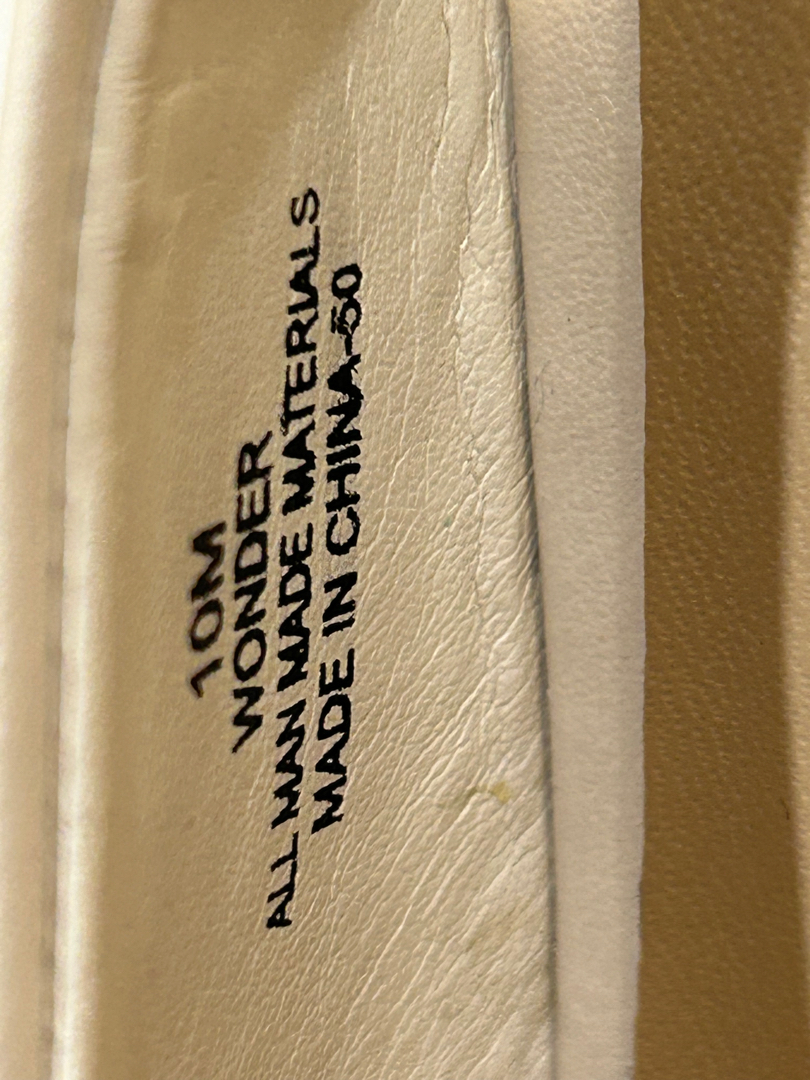 10M
WONDER
ALL MAN MADE MATERIALS
MADE IN CHINA-50